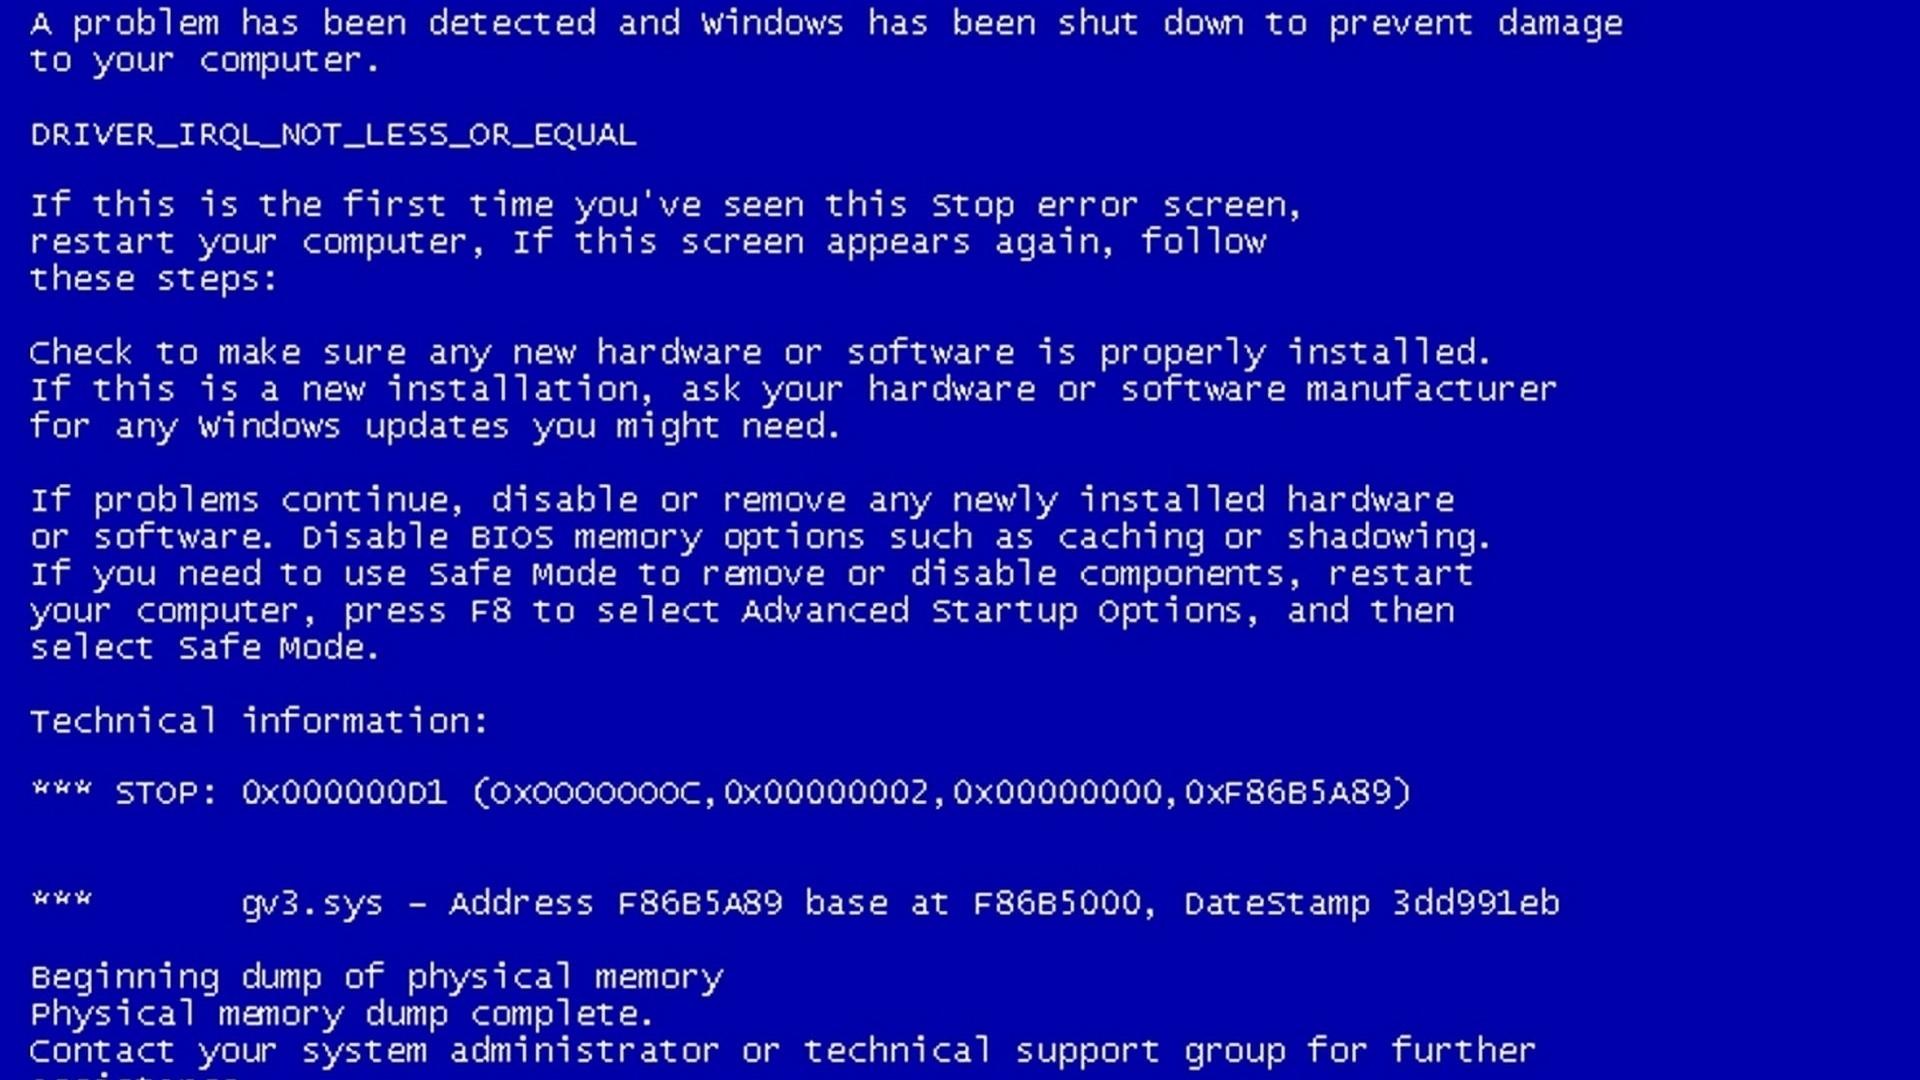 A problem has been detected and Windows has been shut down to prevent damage
to your computer.
DRIVER_IRQL_NOT_LESS_OR_EQUAL
If this is the first time you've seen this Stop error screen,
restart your computer, If this screen appears again, follow
these steps:
Check to make sure any new hardware or software is properly installed.
If this is a new installation, ask your hardware or software manufacturer
for any Windows updates you might need.
If problems continue, disable or remove any newly installed hardware
or software. Disable BIOS memory options such as caching or shadowing.
If you need to use Safe Mode to remove or disable components, restart
your computer, press F8 to select Advanced Startup Options, and then
select Safe Mode.
Technical information:
*** STOP: 0x000000D1 (0x0000000C,0x00000002,0x00000000,0xF86B5A89)
*** gv3.sys – Address F86B5A89 base at F86B5000, DateStamp 3dd991eb
Beginning dump of physical memory
Physical memory dump complete.
Contact your system administrator or technical support group for further